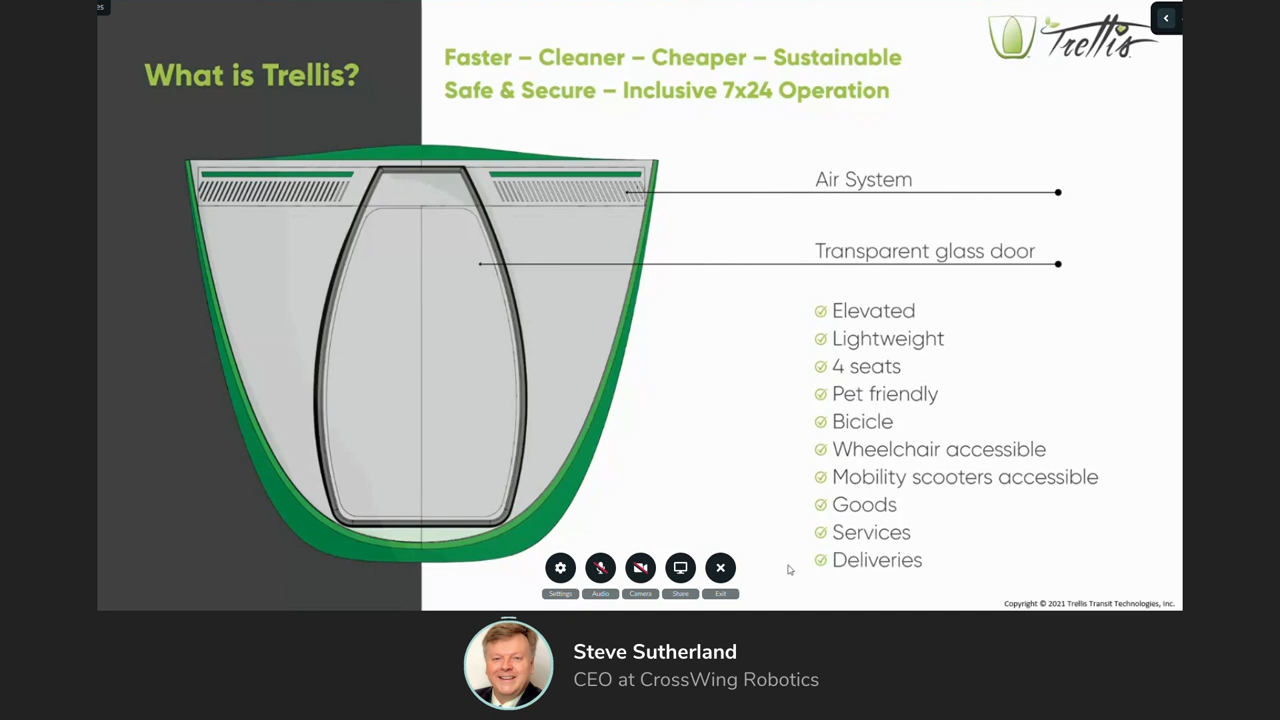 es
What is Trellis?
Faster – Cleaner – Cheaper – Sustainable
Safe & Secure – Inclusive 7x24 Operation
Trellis
Air System
Transparent glass door
Elevated
Lightweight
4 seats
Pet friendly
Bicicle
Wheelchair accessible
Mobility scooters accessible
Goods
Services
Deliveries
Settings
Audio
Camera
Share
Exit
Copyright © 2021 Trellis Transit Technologies, Inc.
Steve Sutherland
CEO at CrossWing Robotics